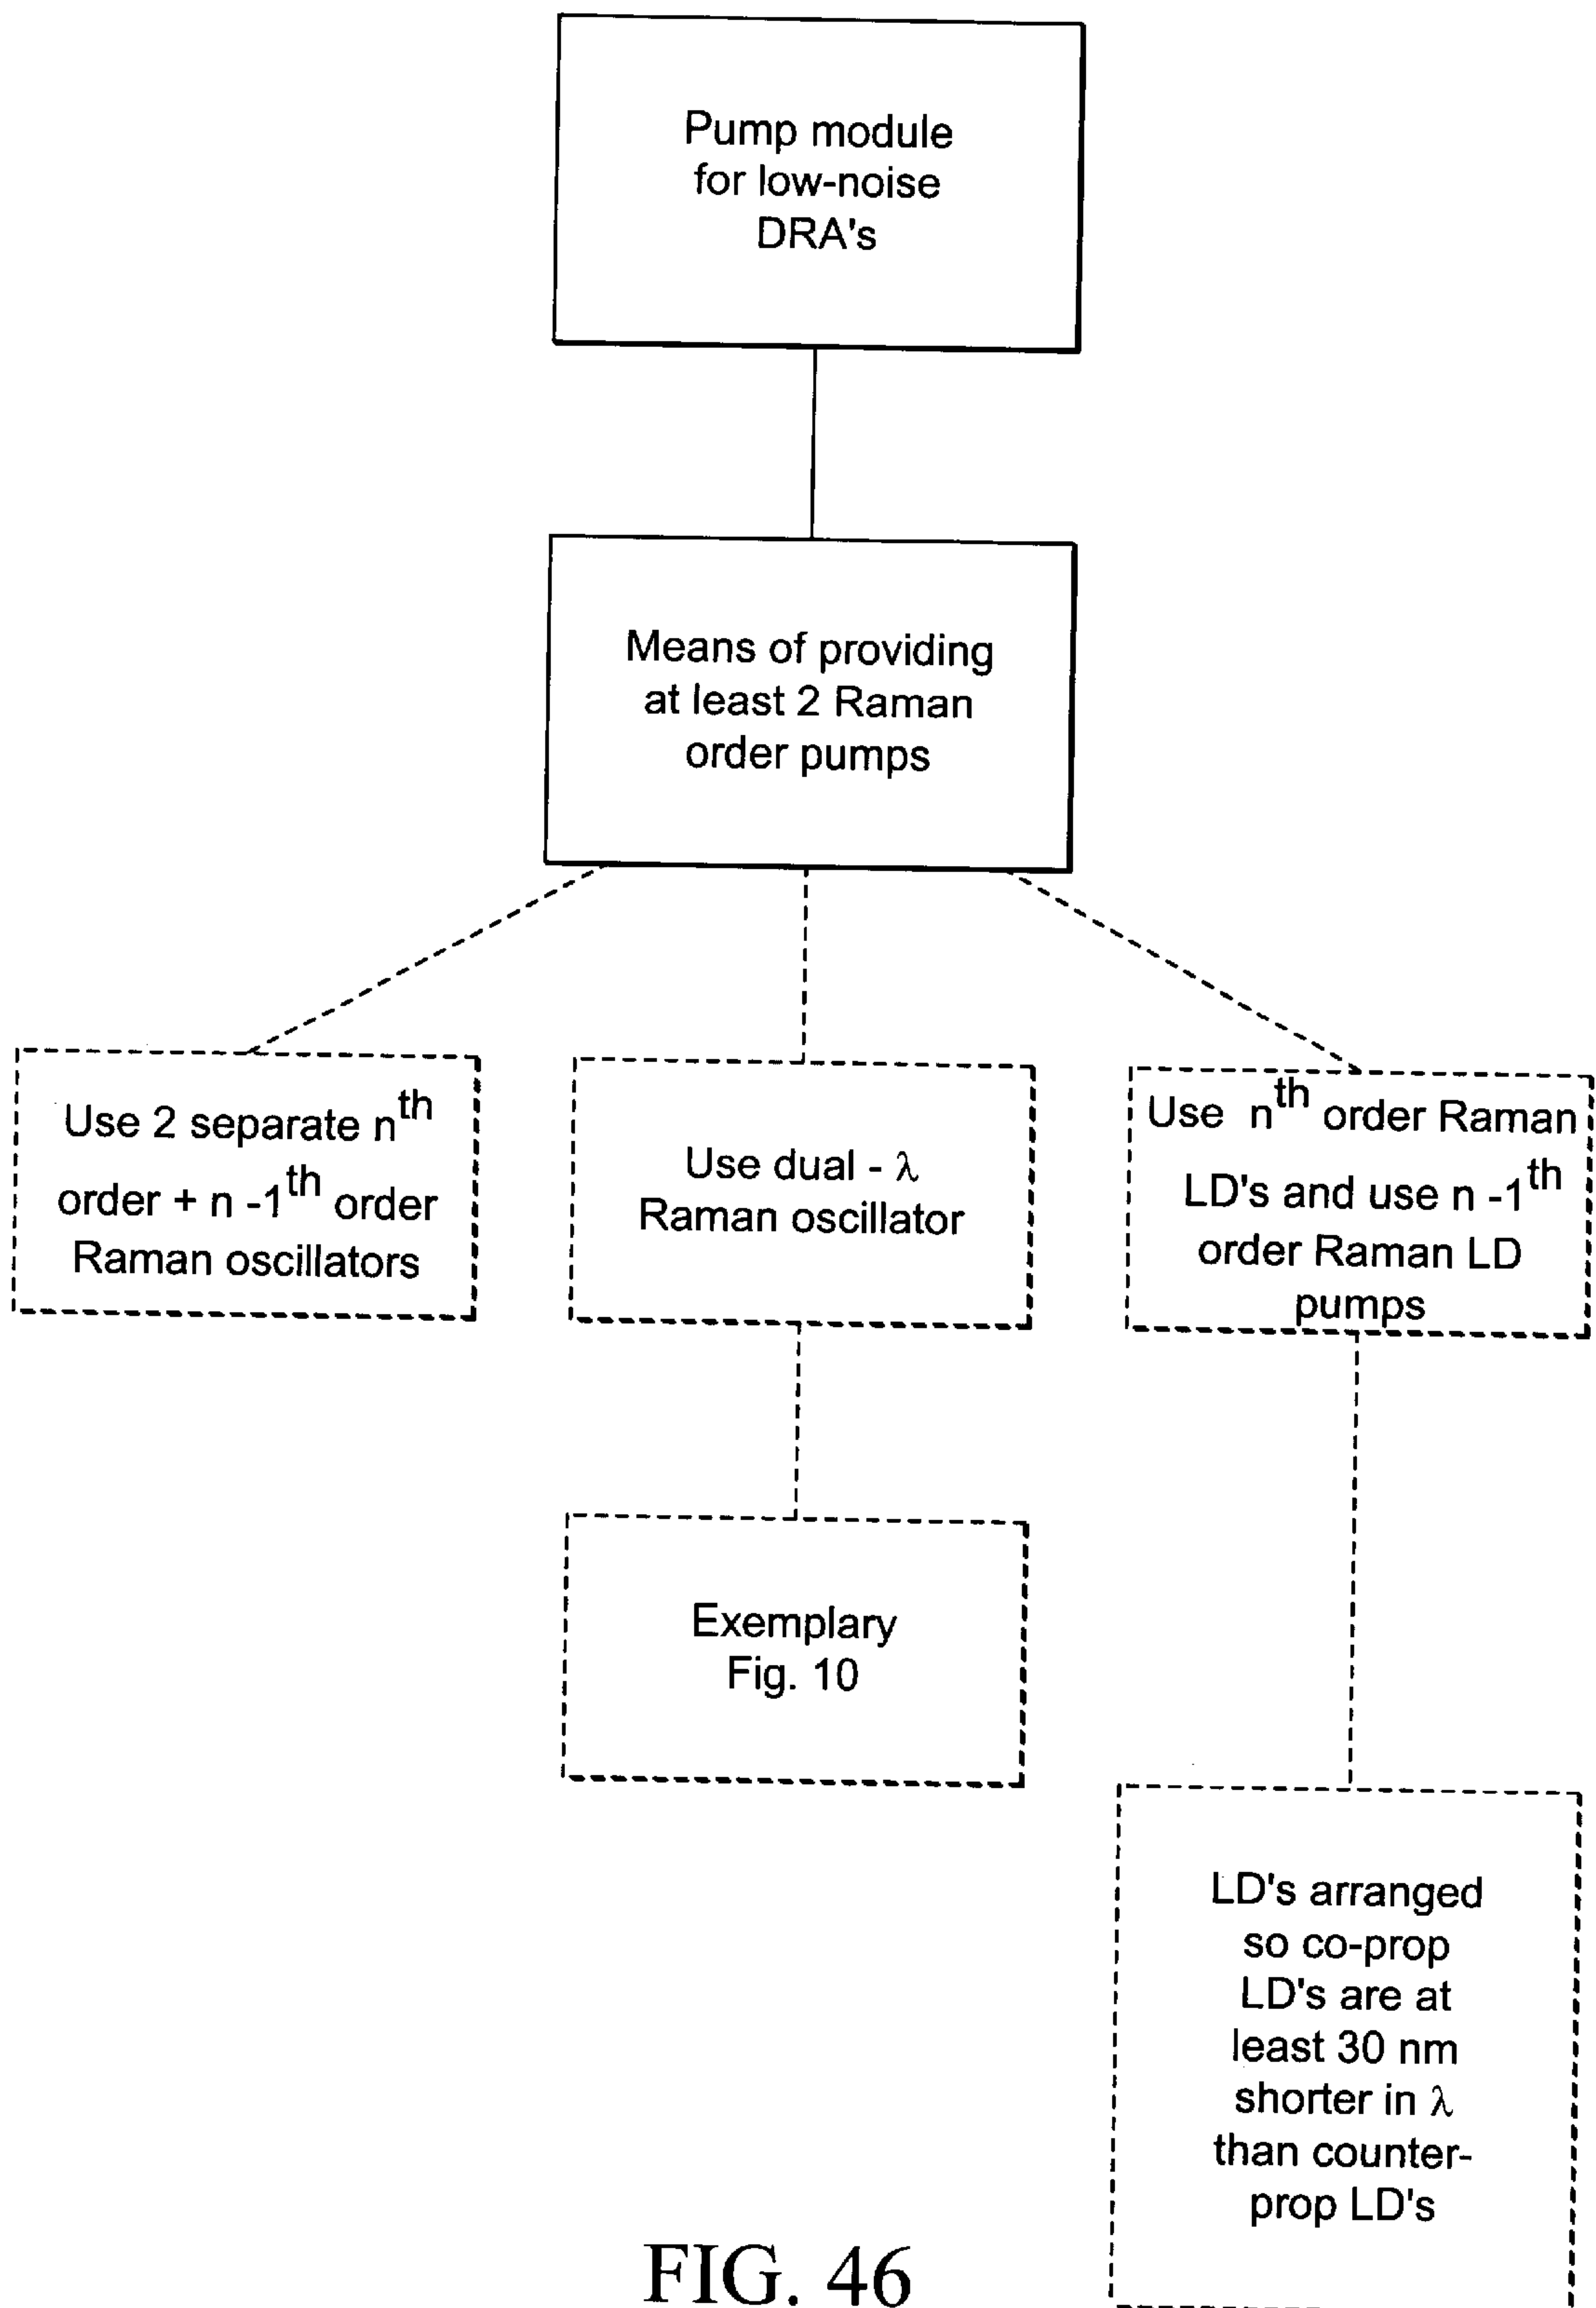 Pump module
for low-noise
DRA's
Means of providing
at least 2 Raman
order pumps
Use 2 separate nth
order + n -1th order
Raman oscillators
Use dual - λ
Raman oscillator
Use nth order Raman
LD's and use n -1th
order Raman LD
pumps
Exemplary
Fig. 10
LD's arranged
so co-prop
LD's are at
least 30 nm
shorter in λ
than counter-
prop LD's
FIG. 46